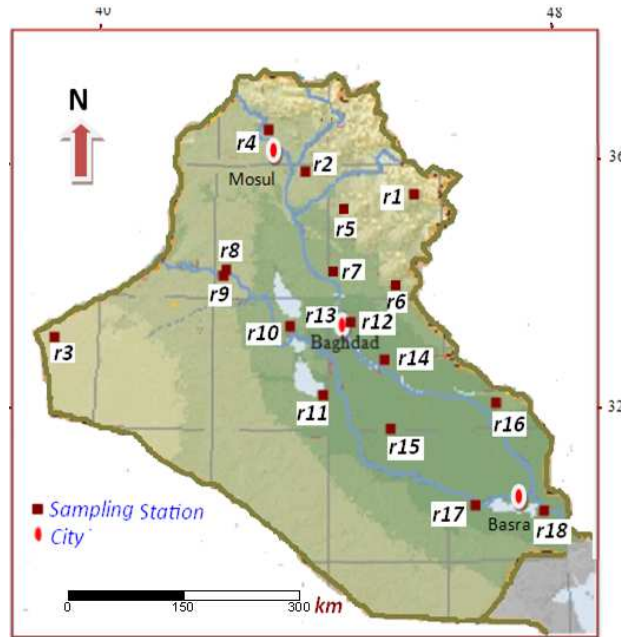 40 48
N
36
r4
r2
Mosul
r1
r5
r8
r7
r9
r6
r13
r12
r10
Baghdad
r3
r14
r11
32
r16
r15
r17
Basra
r18
Sampling Station
City
0 150 300 km